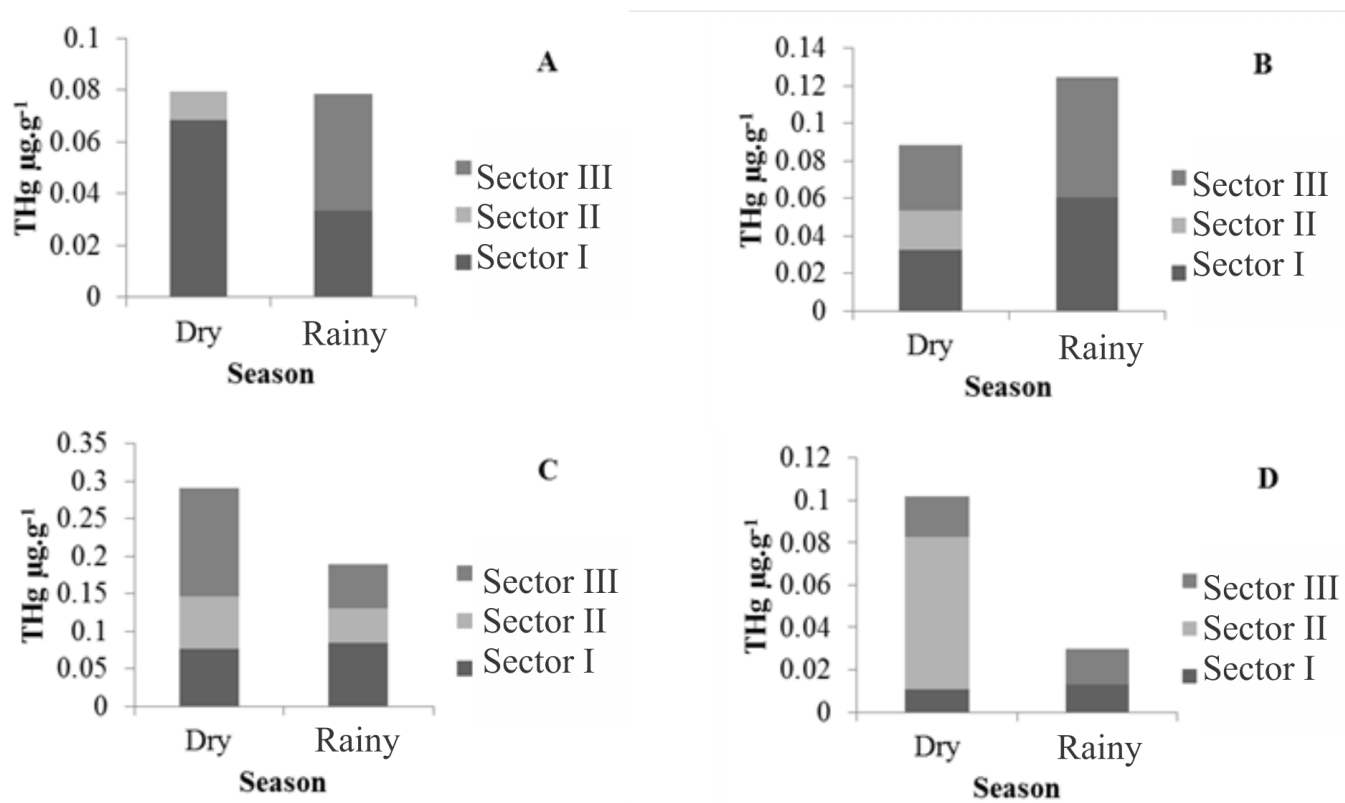 A
THg µg.g-1
0.1
0.08
0.06
0.04
0.02
0
Dry
Rainy
Season
Sector III
Sector II
Sector I
B
THg µg.g-1
0.14
0.12
0.1
0.08
0.06
0.04
0.02
0
Dry
Rainy
Season
Sector III
Sector II
Sector I
C
THg µg.g-1
0.35
0.3
0.25
0.2
0.15
0.1
0.05
0
Dry
Rainy
Season
Sector III
Sector II
Sector I
D
THg µg.g-1
0.12
0.1
0.08
0.06
0.04
0.02
0
Dry
Rainy
Season
Sector III
Sector II
Sector I